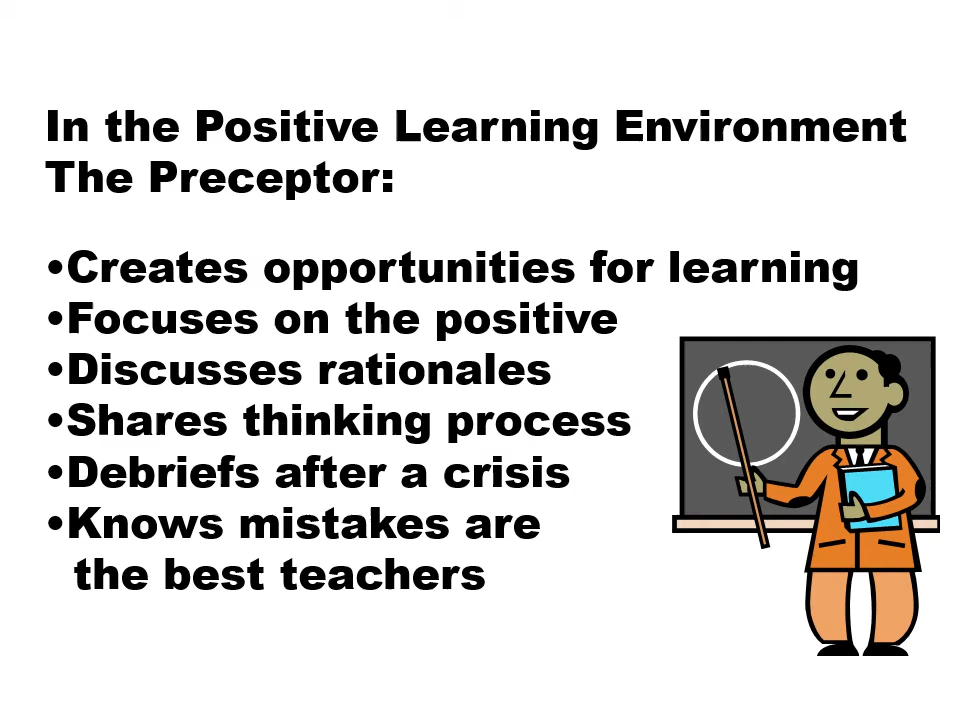 In the Positive Learning Environment
The Preceptor:
•Creates opportunities for learning
•Focuses on the positive
•Discusses rationales
•Shares thinking process
•Debriefs after a crisis
•Knows mistakes are
the best teachers